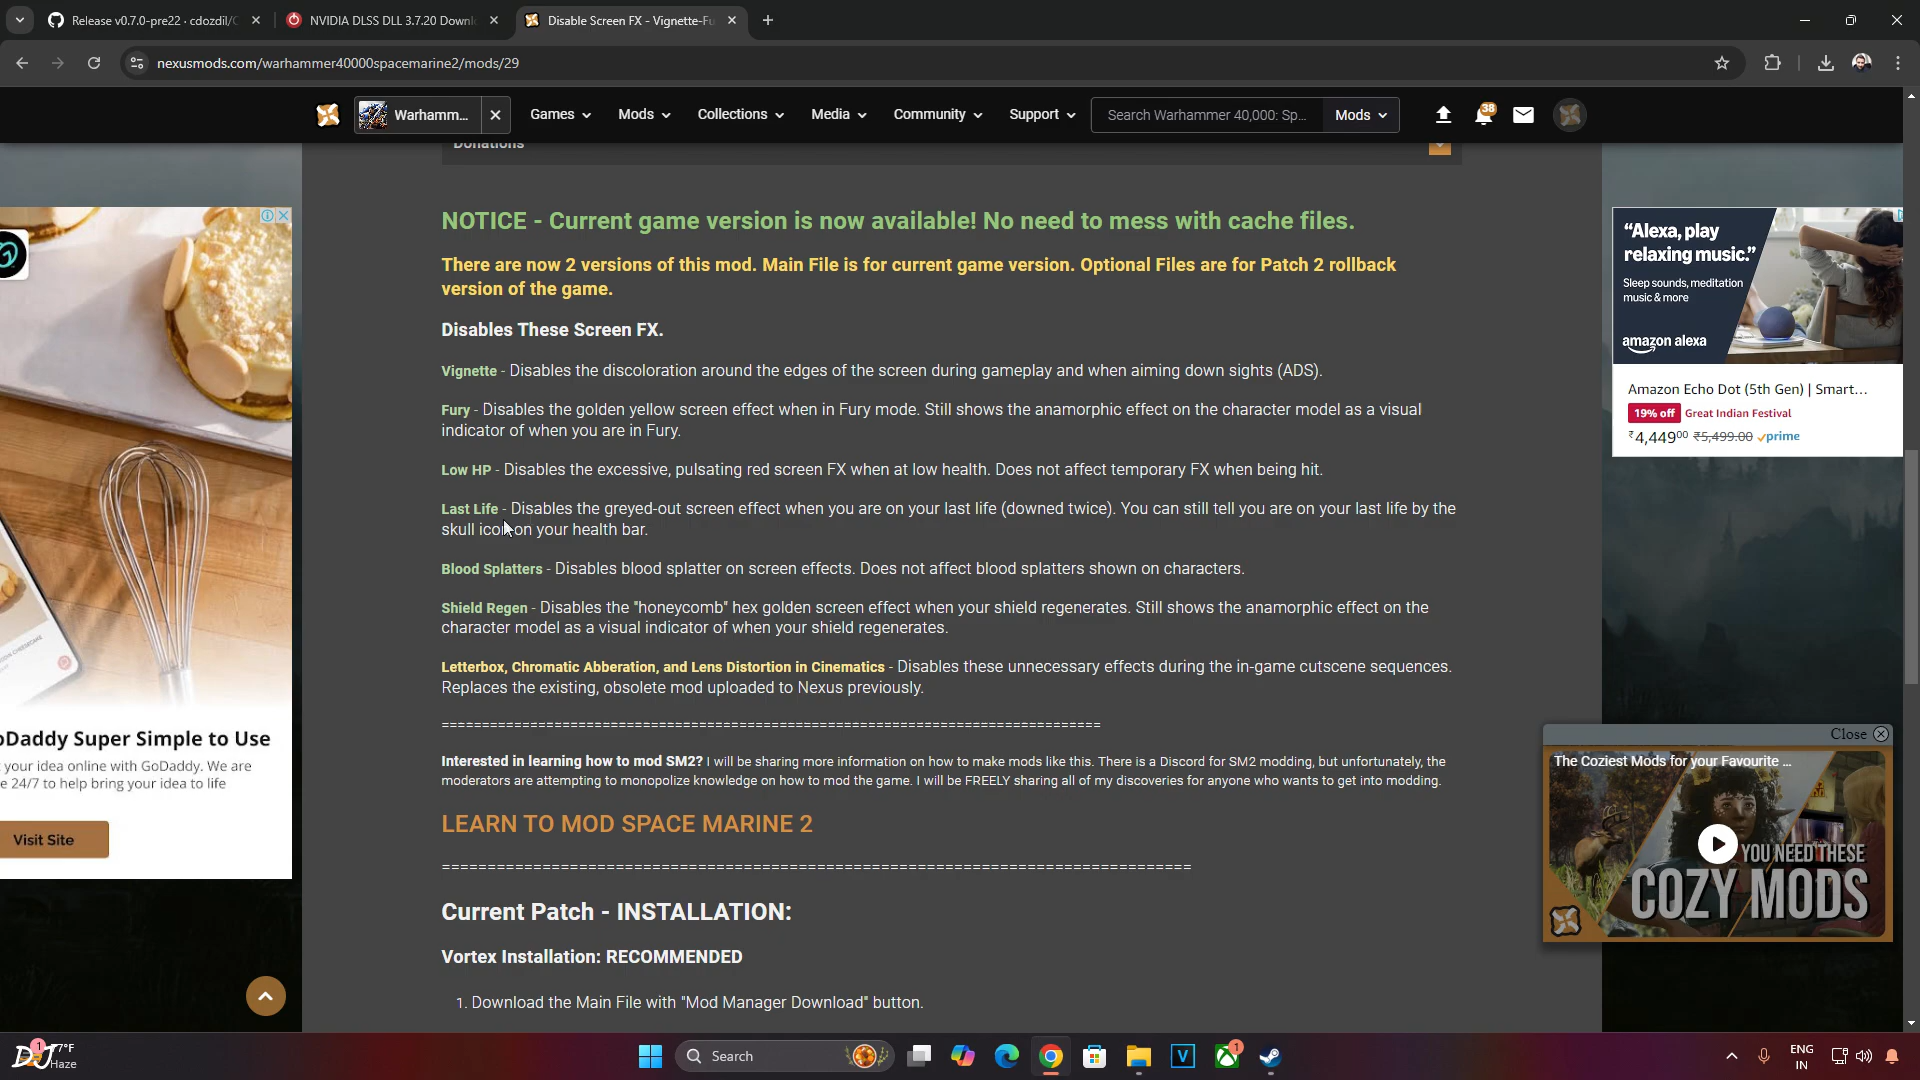 Release v0.7.0-pre22 · cdozdil/O
NVIDIA DLSS DLL 3.7.20 Downl
Disable Screen FX - Vignette-Fu
nexusmods.com/warhammer40000spacemarine2/mods/29
Warhamm...
Games
Mods
Collections
Media
Community
Support
Search Warhammer 40,000: Sp...
Mods
38
Donations
NOTICE - Current game version is now available! No need to mess with cache files.
There are now 2 versions of this mod. Main File is for current game version. Optional Files are for Patch 2 rollback
version of the game.
Disables These Screen FX.
Vignette - Disables the discoloration around the edges of the screen during gameplay and when aiming down sights (ADS).
Fury - Disables the golden yellow screen effect when in Fury mode. Still shows the anamorphic effect on the character model as a visual
indicator of when you are in Fury.
Low HP - Disables the excessive, pulsating red screen FX when at low health. Does not affect temporary FX when being hit.
Last Life - Disables the greyed-out screen effect when you are on your last life (downed twice). You can still tell you are on your last life by the
skull icon on your health bar.
Blood Splatters - Disables blood splatter on screen effects. Does not affect blood splatters shown on characters.
Shield Regen - Disables the "honeycomb" hex golden screen effect when your shield regenerates. Still shows the anamorphic effect on the
character model as a visual indicator of when your shield regenerates.
Letterbox, Chromatic Abberation, and Lens Distortion in Cinematics - Disables these unnecessary effects during the in-game cutscene sequences.
Replaces the existing, obsolete mod uploaded to Nexus previously.
==================================================================================
Interested in learning how to mod SM2? I will be sharing more information on how to make mods like this. There is a Discord for SM2 modding, but unfortunately, the
moderators are attempting to monopolize knowledge on how to mod the game. I will be FREELY sharing all of my discoveries for anyone who wants to get into modding.
LEARN TO MOD SPACE MARINE 2
==================================================================================
Current Patch - INSTALLATION:
Vortex Installation: RECOMMENDED
1. Download the Main File with "Mod Manager Download" button.
oDaddy Super Simple to Use
your idea online with GoDaddy. We are
e 24/7 to help bring your idea to life
Visit Site
"Alexa, play
relaxing music."
Sleep sounds, meditation
music & more
amazon alexa
Amazon Echo Dot (5th Gen) | Smart...
19% off Great Indian Festival
₹4,449⁰⁰ ₹5,499.00 prime
Close
The Coziest Mods for your Favourite ...
YOU NEED THESE
COZY MODS
DJ
1
77°F
Haze
Search
V
1
ENG
IN